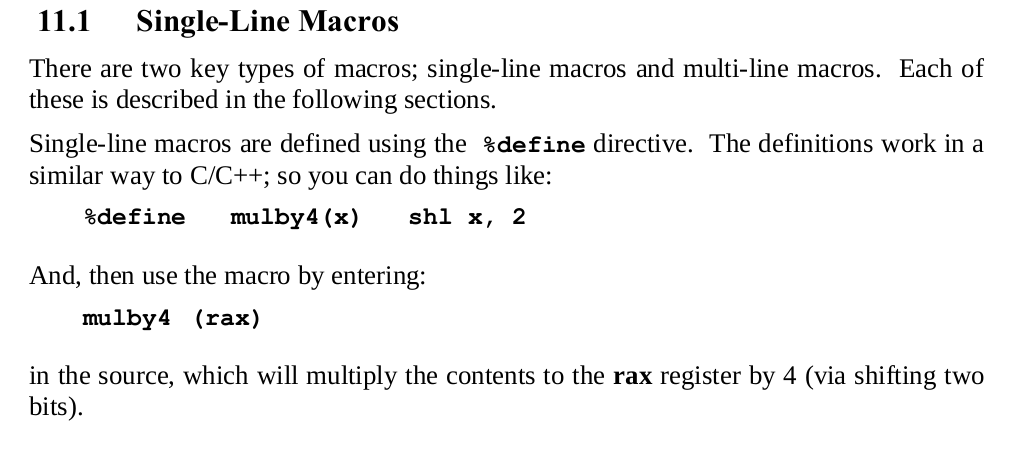 11.1 Single-Line Macros
There are two key types of macros; single-line macros and multi-line macros. Each of
these is described in the following sections.
Single-line macros are defined using the %define directive. The definitions work in a
similar way to C/C++; so you can do things like:
%define mulby4(x) shl x, 2
And, then use the macro by entering:
mulby4 (rax)
in the source, which will multiply the contents to the rax register by 4 (via shifting two
bits).